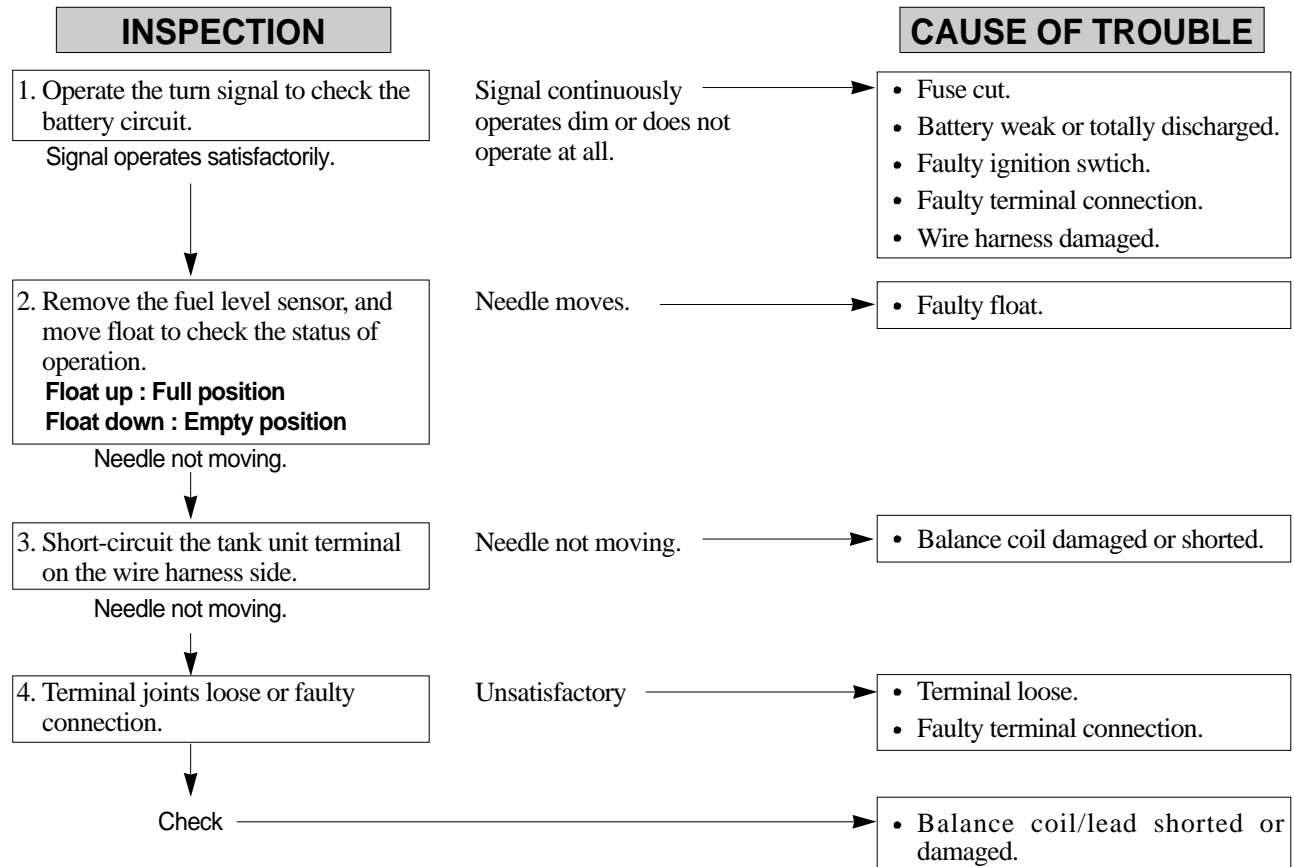 INSPECTION
CAUSE OF TROUBLE
1. Operate the turn signal to check the
battery circuit.
Signal operates satisfactorily.
Signal continuously
operates dim or does not
operate at all.
• Fuse cut.
• Battery weak or totally discharged.
• Faulty ignition swtich.
• Faulty terminal connection.
• Wire harness damaged.
2. Remove the fuel level sensor, and
move float to check the status of
operation.
Float up : Full position
Float down : Empty position
Needle not moving.
Needle moves.
• Faulty float.
3. Short-circuit the tank unit terminal
on the wire harness side.
Needle not moving.
Needle not moving.
• Balance coil damaged or shorted.
4. Terminal joints loose or faulty
connection.
Unsatisfactory
• Terminal loose.
• Faulty terminal connection.
Check
• Balance coil/lead shorted or
damaged.